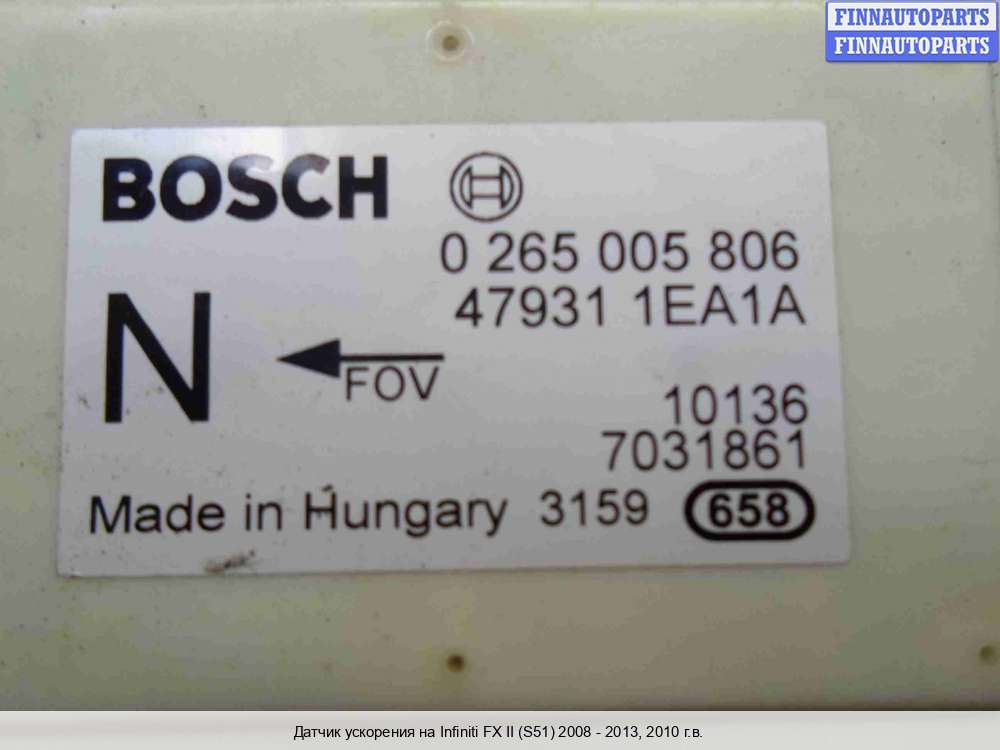 FINNAUTOPARTS
FINNAUTOPARTS
BOSCH
0 265 005 806
47931 1EA1A
N
FOV
10136
7031861
Made in Hungary 3159 658
Датчик ускорения на Infiniti FX II (S51) 2008 - 2013, 2010 г.в.